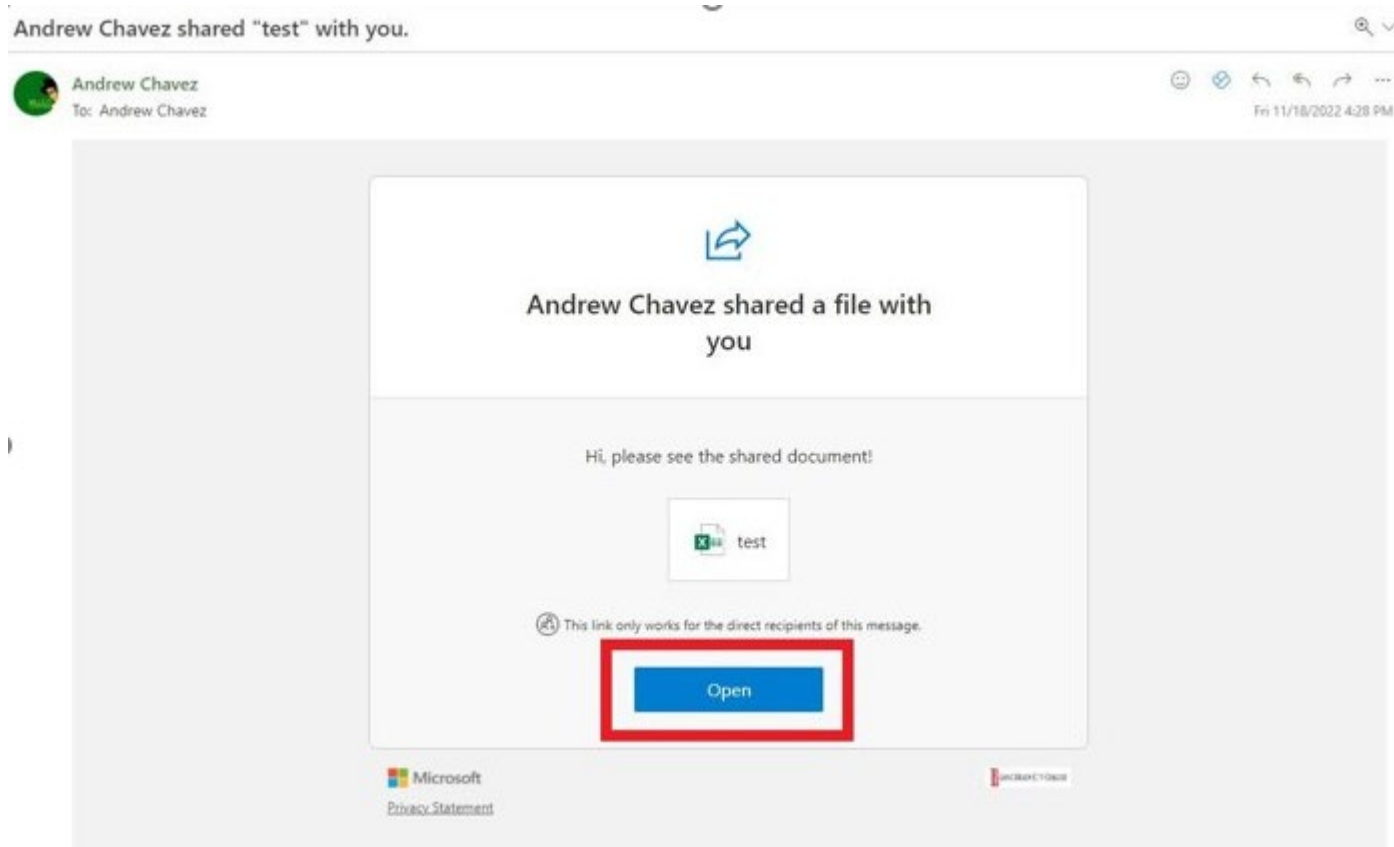 Andrew Chavez shared "test" with you.
Andrew Chavez
To: Andrew Chavez
Fri 11/18/2022 4:28 PM
Andrew Chavez shared a file with
you
Hi, please see the shared document!
test
This link only works for the direct recipients of this message.
Open
Microsoft
Privacy Statement